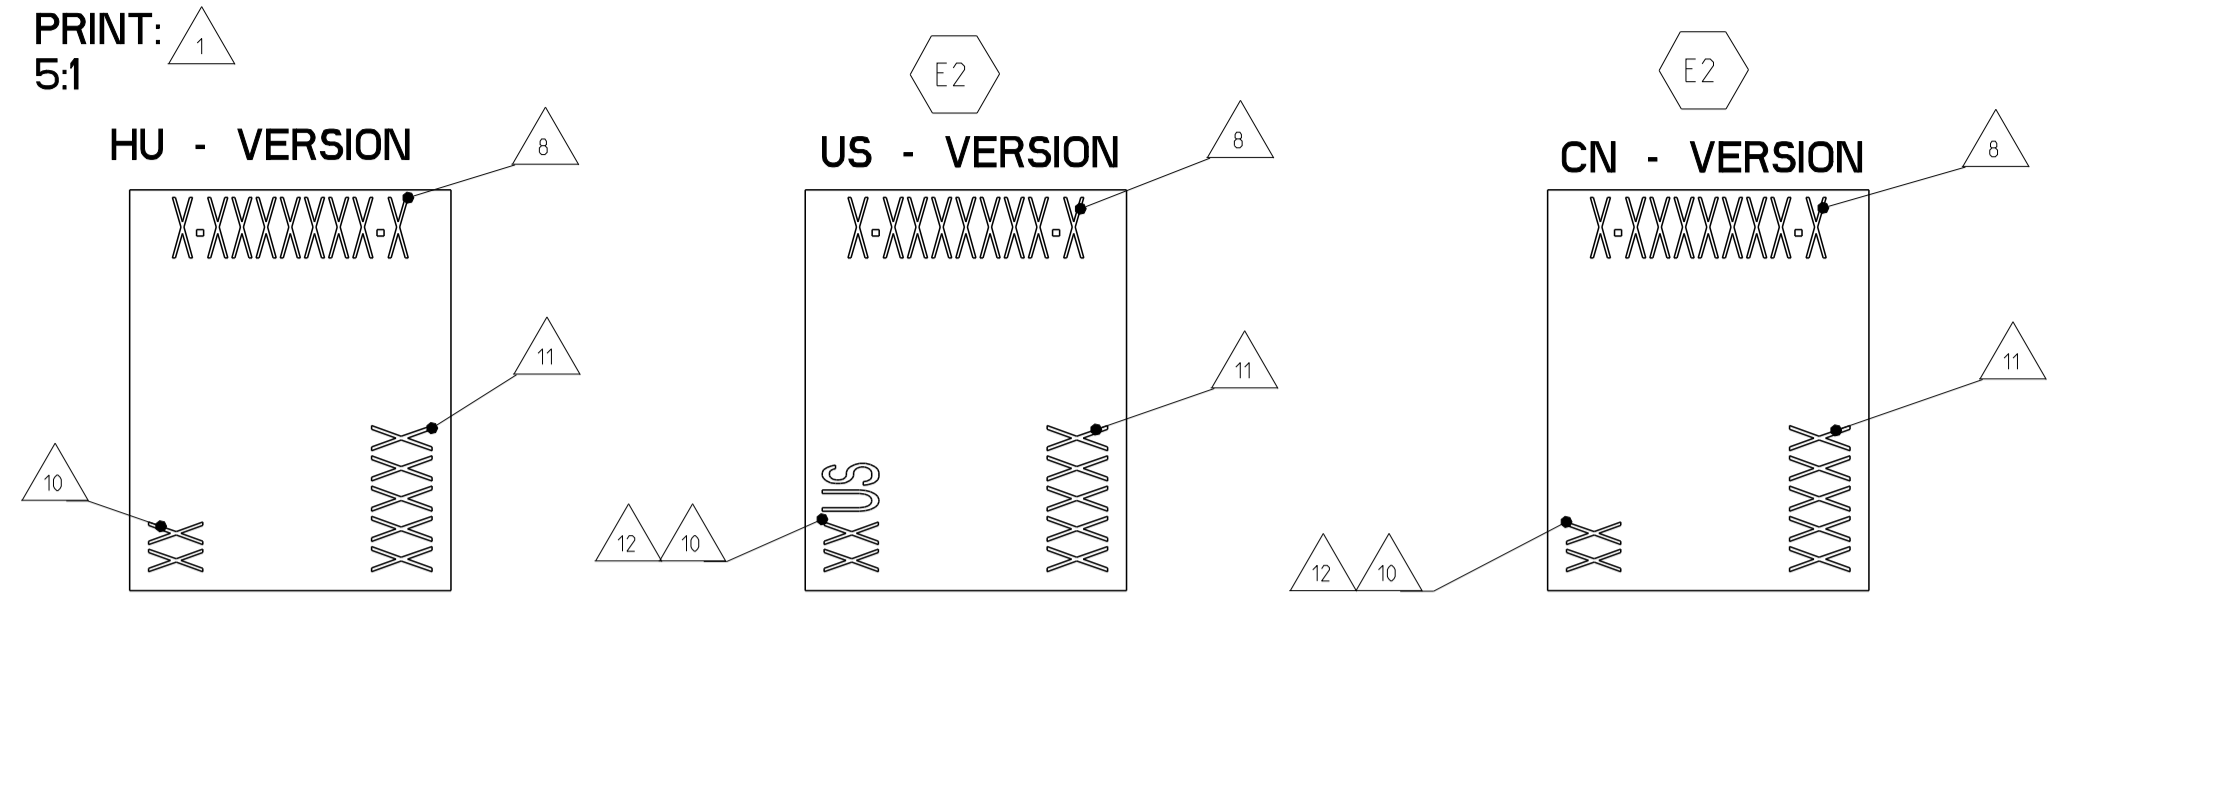 PRINT: 1
5:1
E2
E2
HU - VERSION
US - VERSION
CN - VERSION
8
8
8
X-XXXXXXX-X
X-XXXXXXX-X
X-XXXXXXX-X
11
11
11
10
XX
XXXXX
12 10
XXUS
XXXXX
12 10
XX
XXXXX